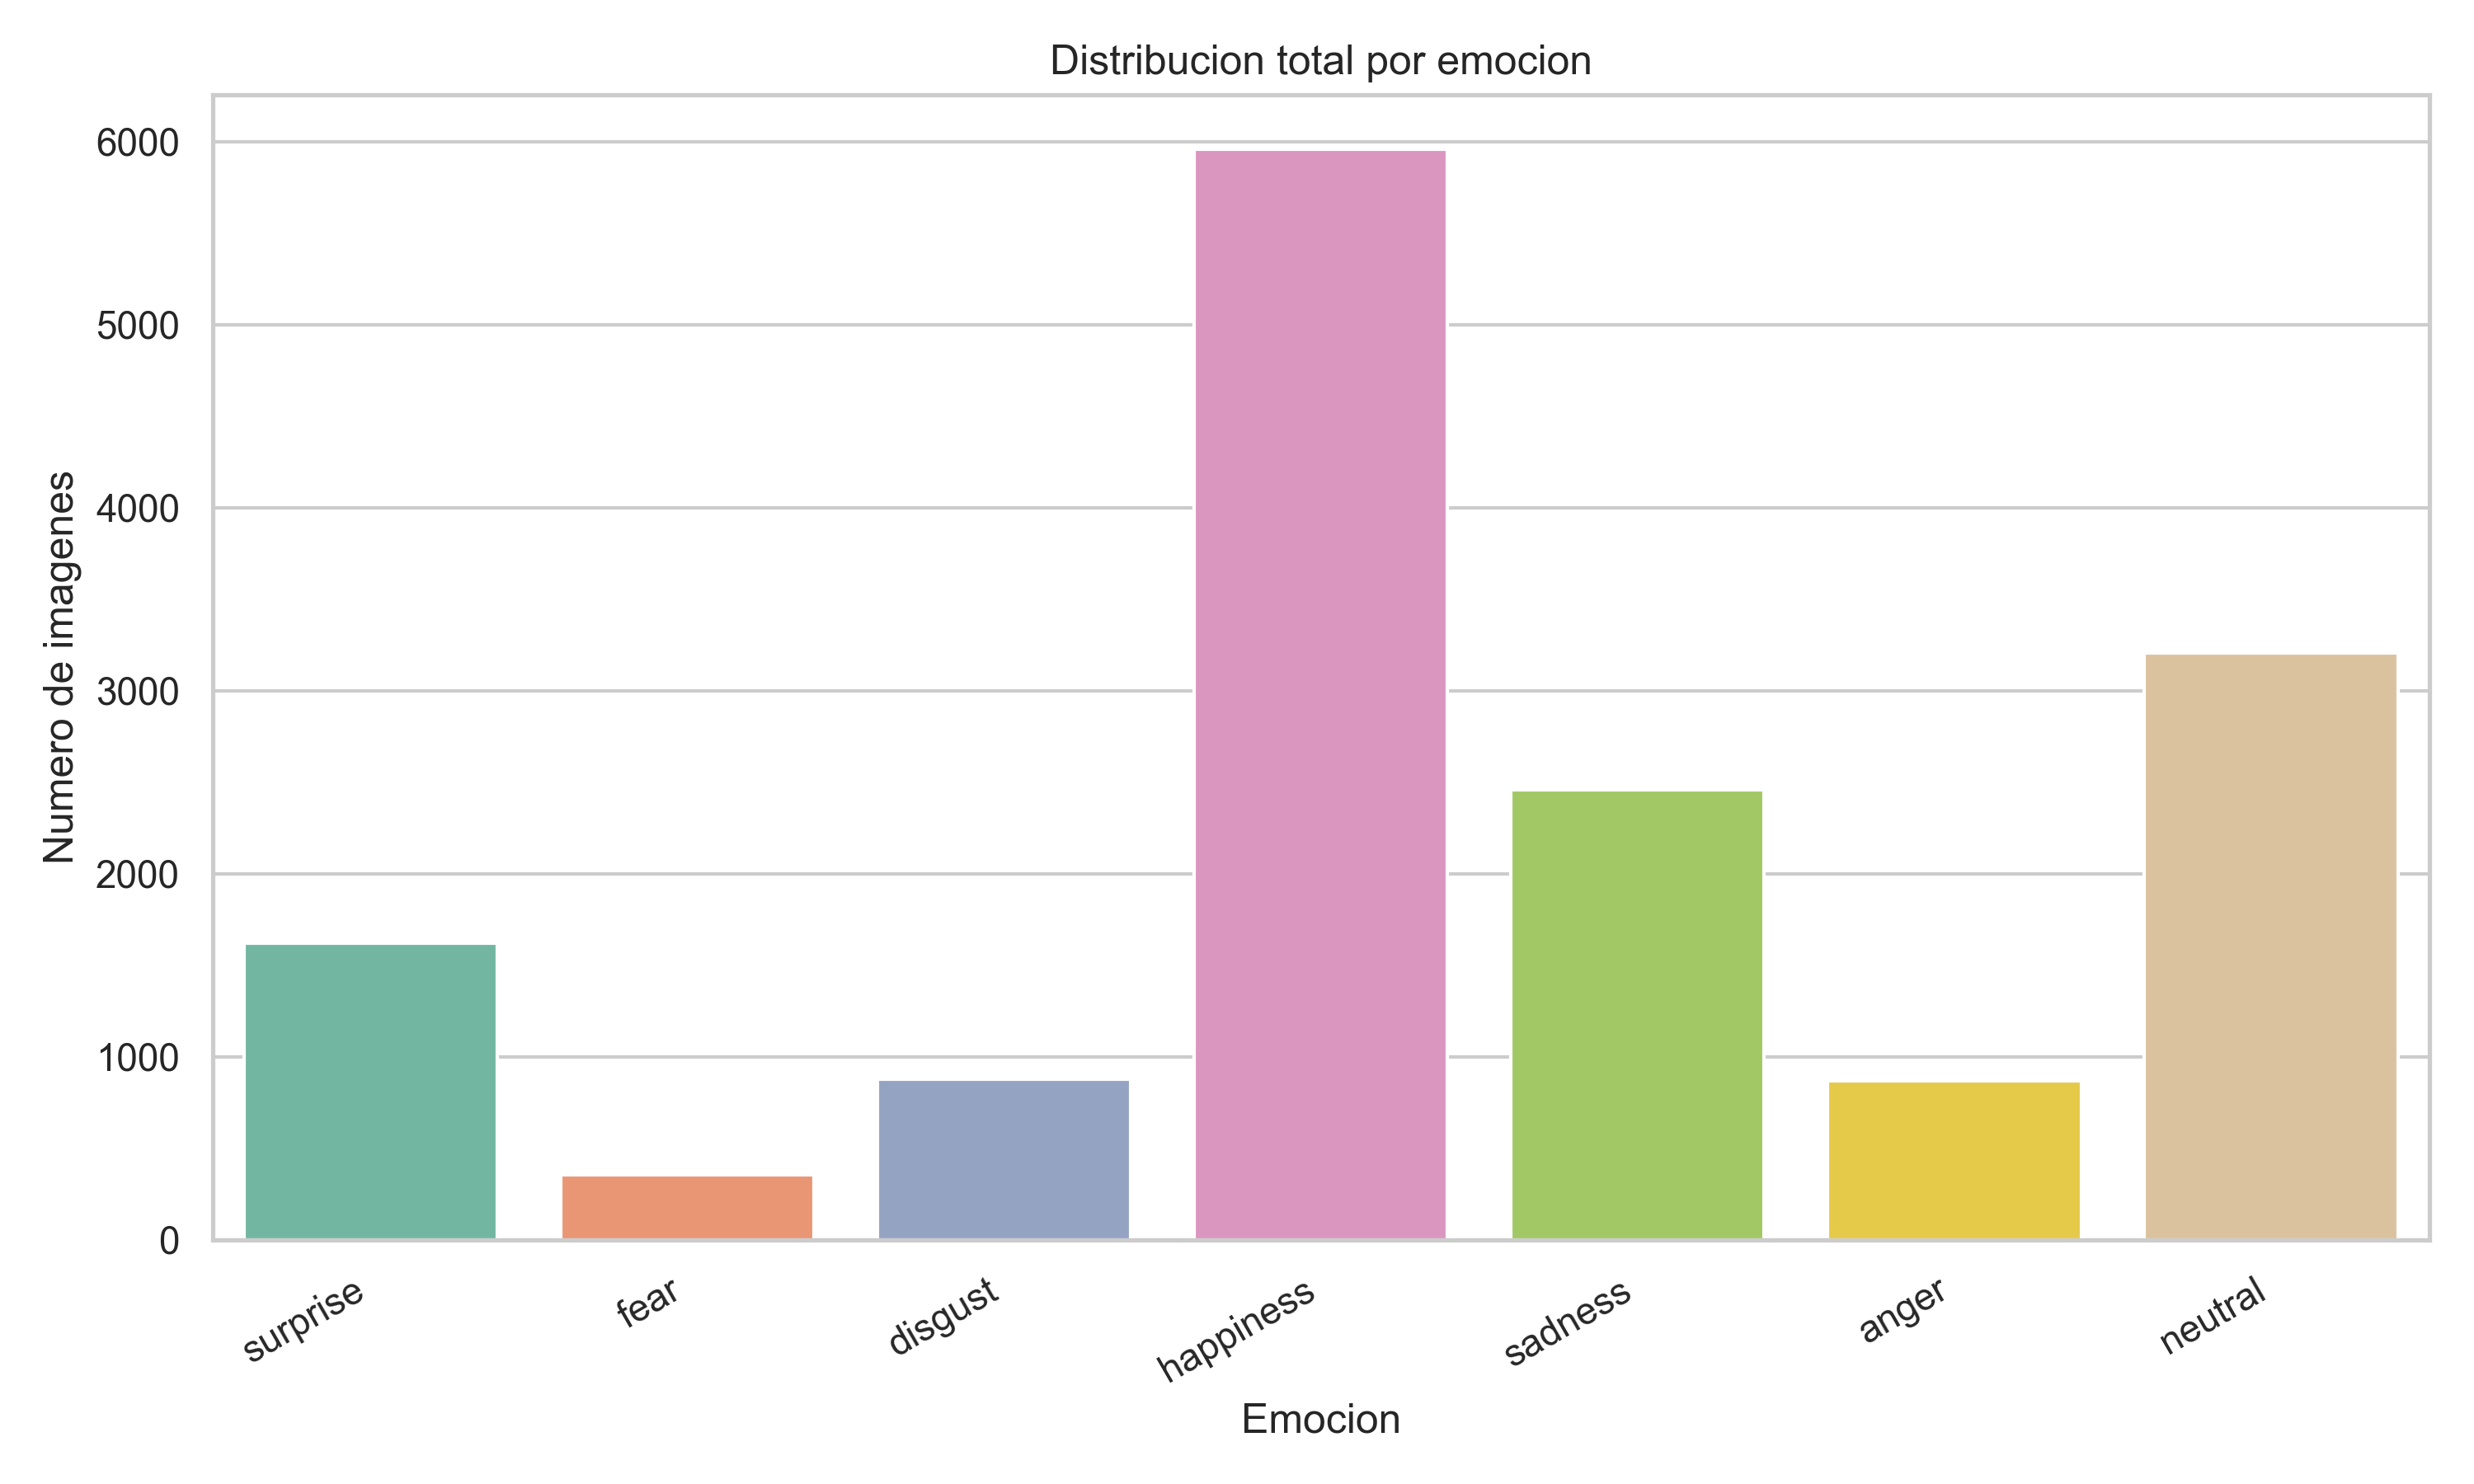 Distribucion total por emocion
Numero de imagenes
6000
5000
4000
3000
2000
1000
0
surprise
fear
disgust
happiness
sadness
anger
neutral
Emocion